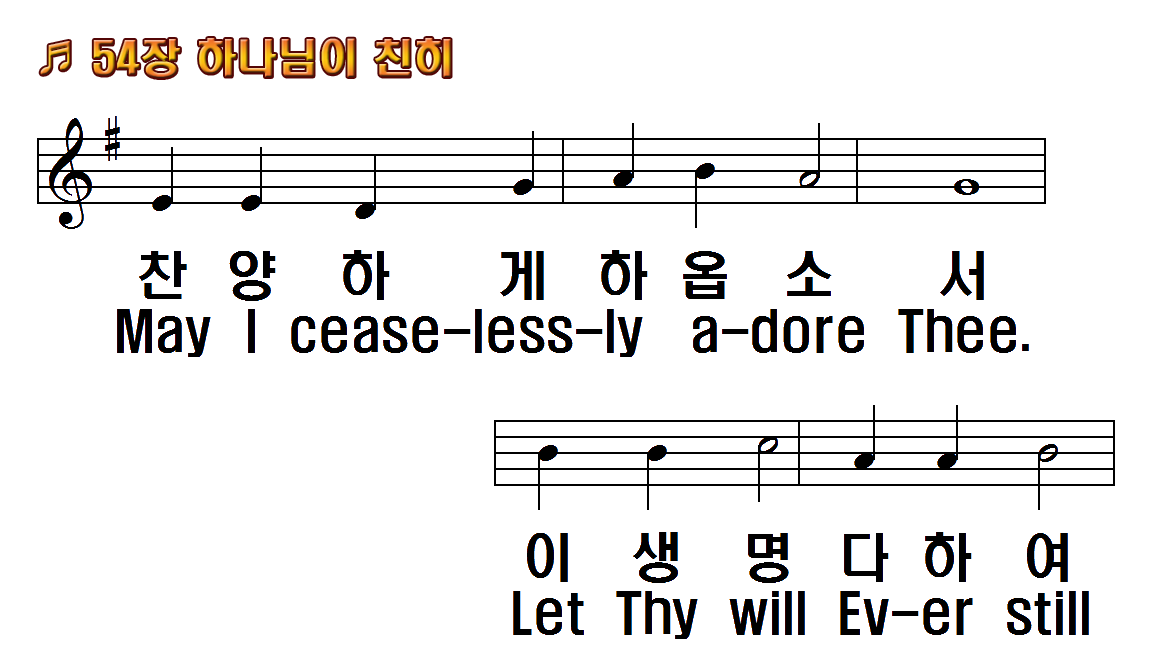 54장 하나님이 친히
찬 양 하 게 하 옵 소 서
May I cease-less-ly a-dore Thee.
이 생 명 다 하 여
Let Thy will Ev-er still